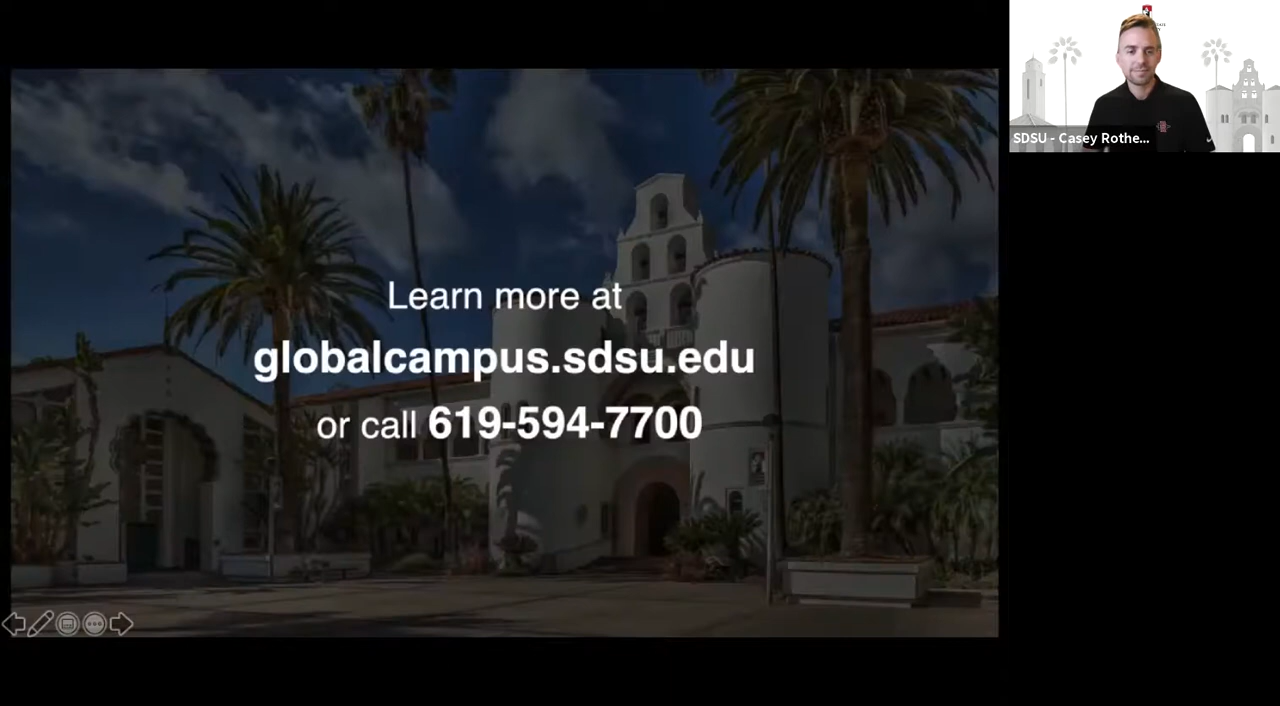 Learn more at
globalcampus.sdsu.edu
or call 619-594-7700
SDSU - Casey Rothe...